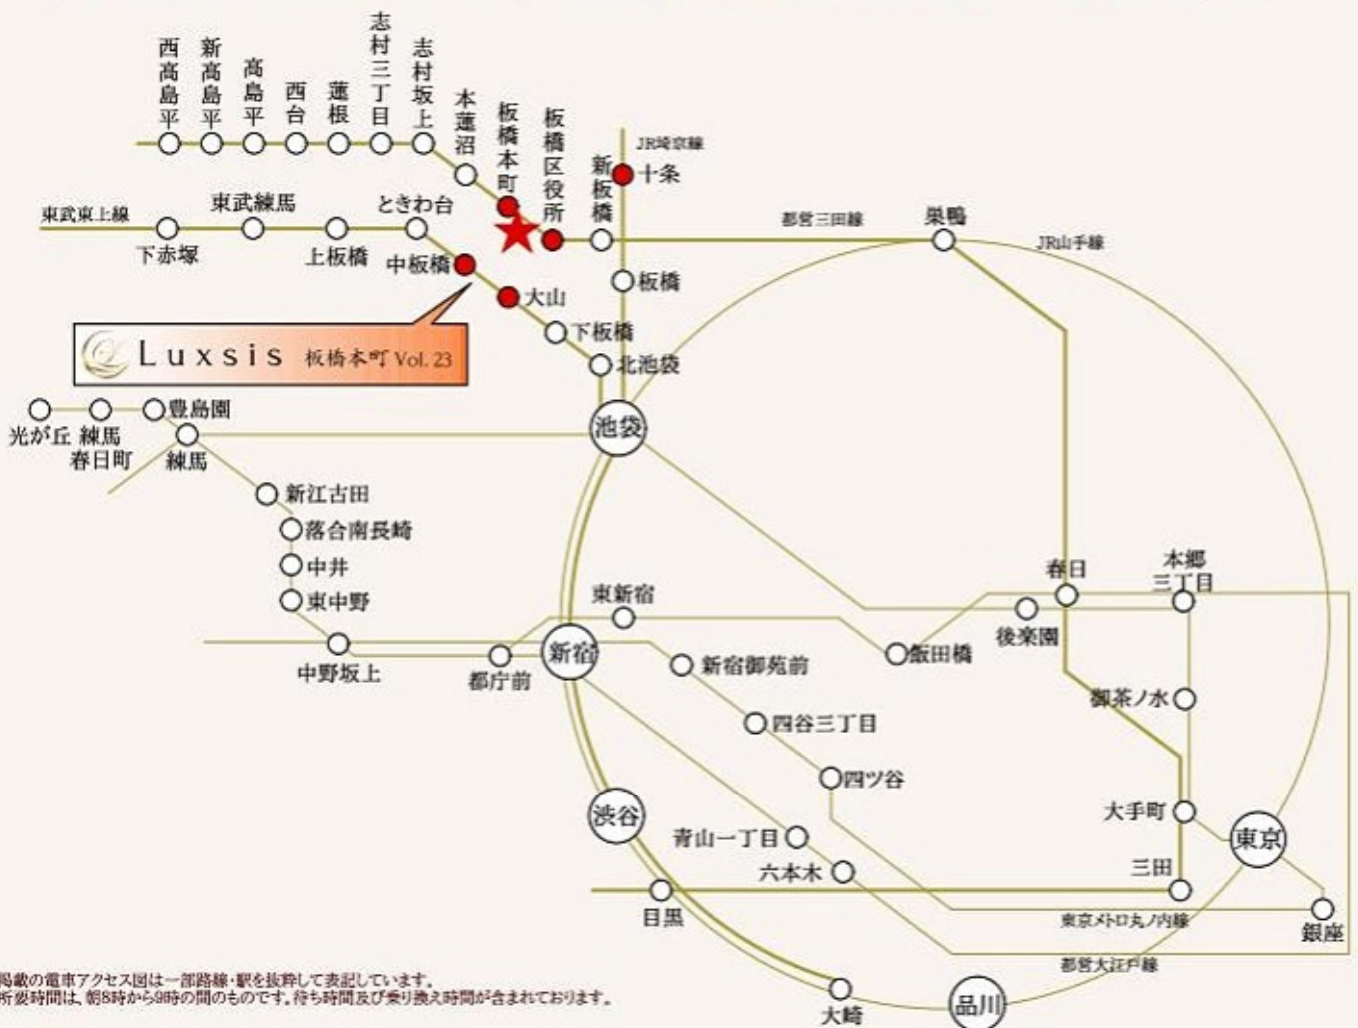 西高島平
新高島平
高島平
西台
蓮根
志村三丁目
志村坂上
本蓮沼
板橋本町
板橋区役所
新板橋
JR埼京線
十条
東武東上線
下赤塚
東武練馬
上板橋
ときわ台
中板橋
大山
下板橋
北池袋
板橋
都営三田線
巣鴨
JR山手線
Luxsis 板橋本町 Vol. 23
光が丘
練馬
春日町
豊島園
練馬
池袋
新江古田
落合南長崎
中井
東中野
中野坂上
都庁前
新宿
東新宿
新宿御苑前
四谷三丁目
四ツ谷
飯田橋
後楽園
春日
本郷
三丁目
御茶ノ水
大手町
東京
渋谷
青山一丁目
六本木
三田
目黒
東京メトロ丸ノ内線
銀座
都営大江戸線
大崎
品川
掲載の電車アクセス図は一部路線・駅を抜粋して表記しています。
所要時間は、朝8時から9時の間のものです。待ち時間及び乗り換え時間が含まれております。